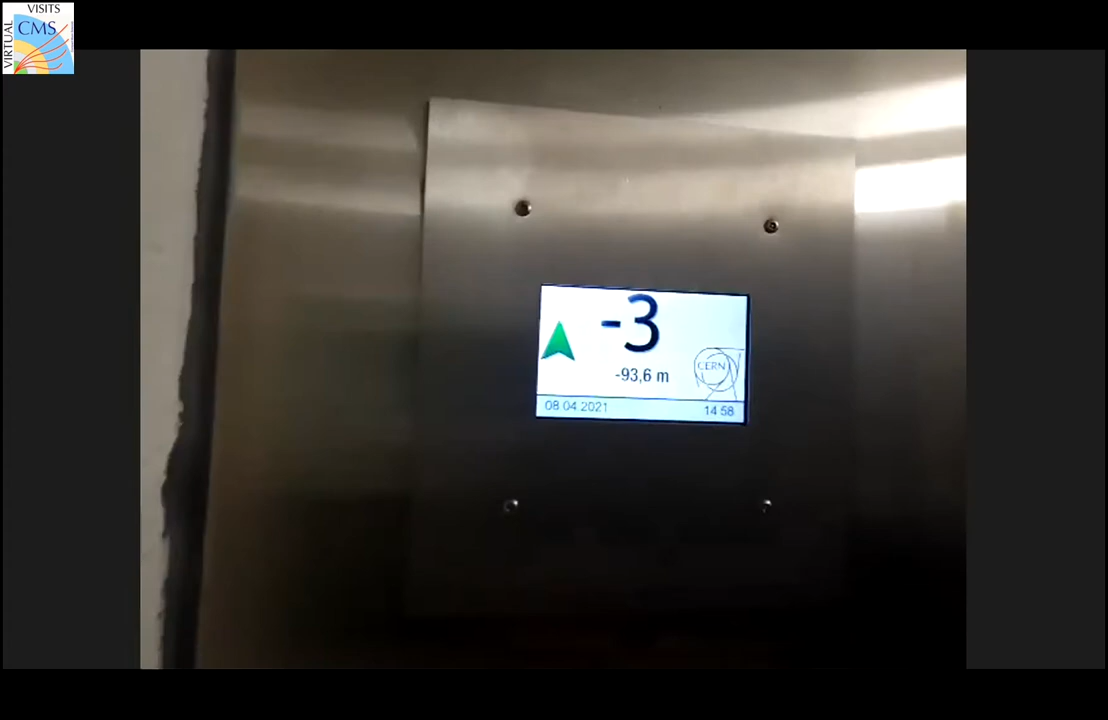 VISITS
VIRTUAL
CMS
-3
-93,6 m
CERN
08.04.2021
14 58